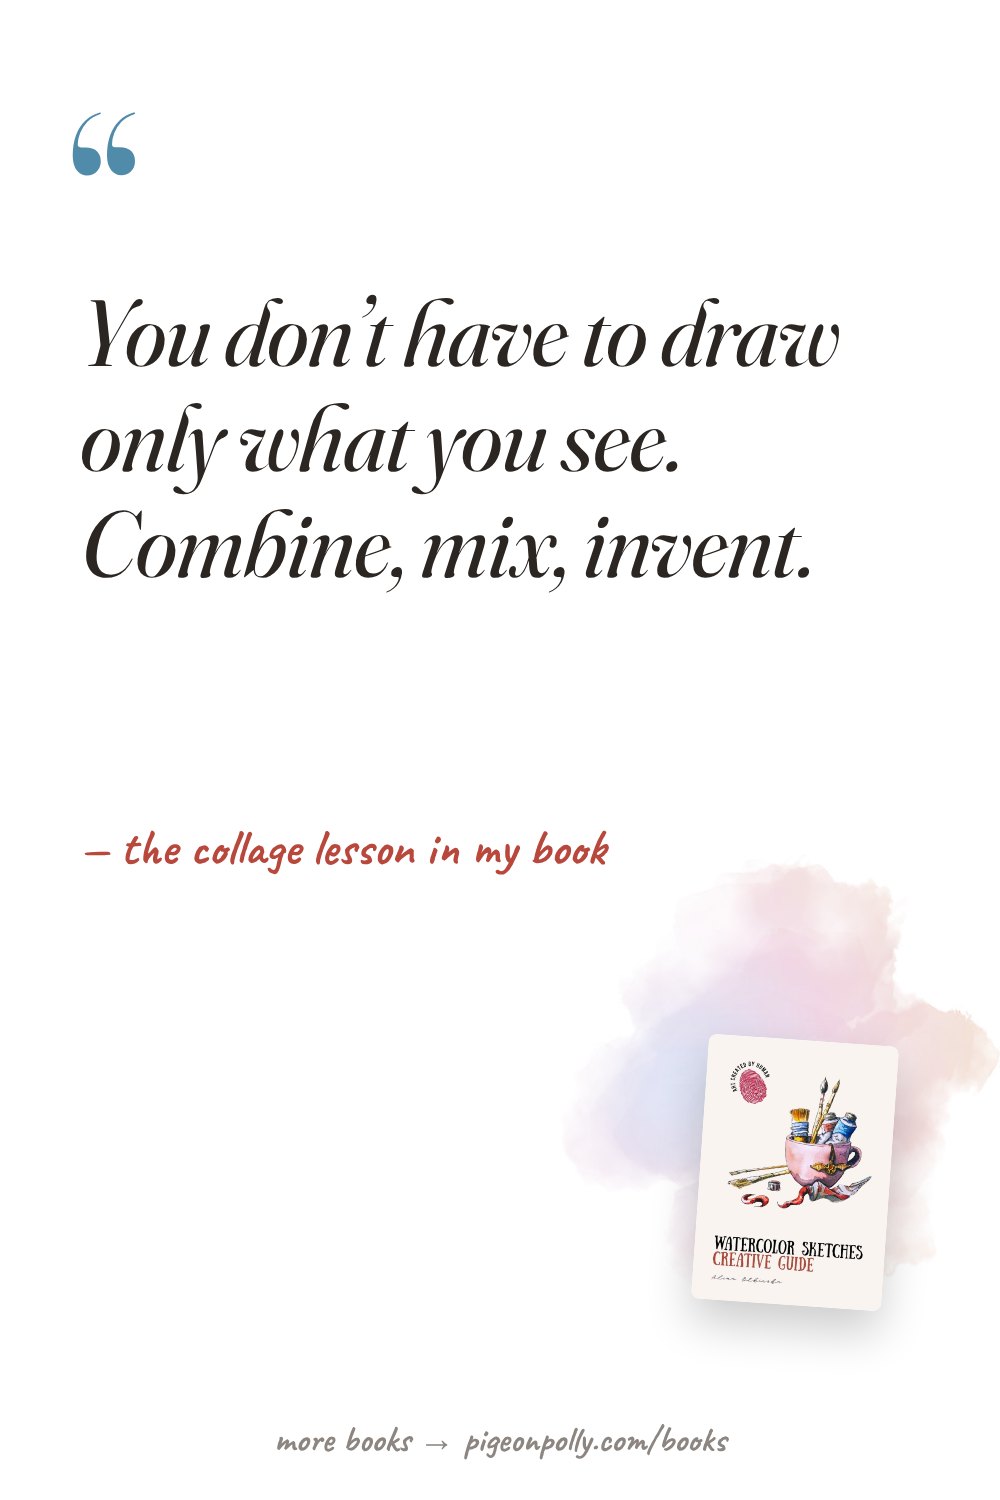 “
You don’t have to draw
only what you see.
Combine, mix, invent.
– the collage lesson in my book
ART CREATED BY HUMAN
WATERCOLOR SKETCHES
CREATIVE GUIDE
more books → pigeonpolly.com/books